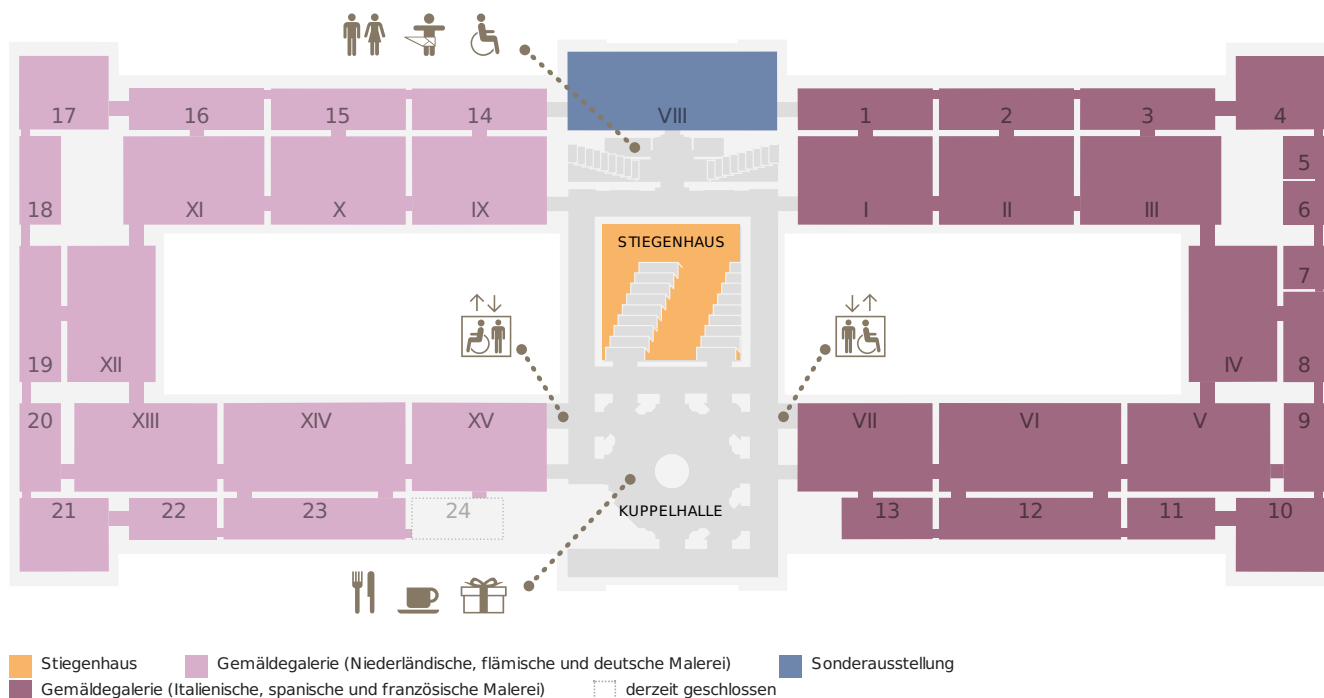 17
16
15
14
VIII
1
2
3
4
5
18
XI
X
IX
I
II
III
6
STIEGENHAUS
7
19
XII
IV
8
20
XIII
XIV
XV
VII
VI
V
9
21
22
23
24
KUPPELHALLE
13
12
11
10
Stiegenhaus
Gemäldegalerie (Niederländische, flämische und deutsche Malerei)
Sonderausstellung
Gemäldegalerie (Italienische, spanische und französische Malerei)
derzeit geschlossen